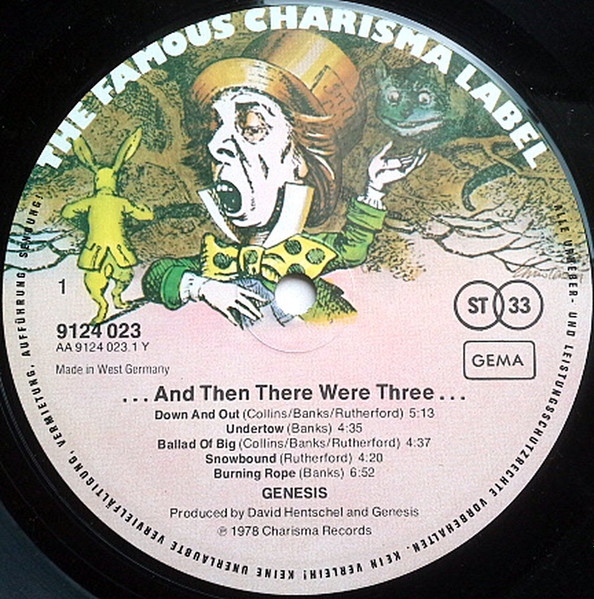 THE FAMOUS CHARISMA LABEL
1
ST 33
9124 023
AA 9124 023.1 Y
GEMA
Made in West Germany
...And Then There Were Three...
Down And Out (Collins/Banks/Rutherford) 5:13
Undertow (Banks) 4:35
Ballad Of Big (Collins/Banks/Rutherford) 4:37
Snowbound (Rutherford) 4:20
Burning Rope (Banks) 6:52
GENESIS
Produced by David Hentschel and Genesis
℗ 1978 Charisma Records
ALLE URHEBER- UND LEISTUNGSSCHUTZRECHTE VORBEHALTEN. KEIN VERLEIH! KEINE UNERLAUBTE VERVIELFÄLTIGUNG, VERMIETUNG, AUFFÜHRUNG, SENDUNG!